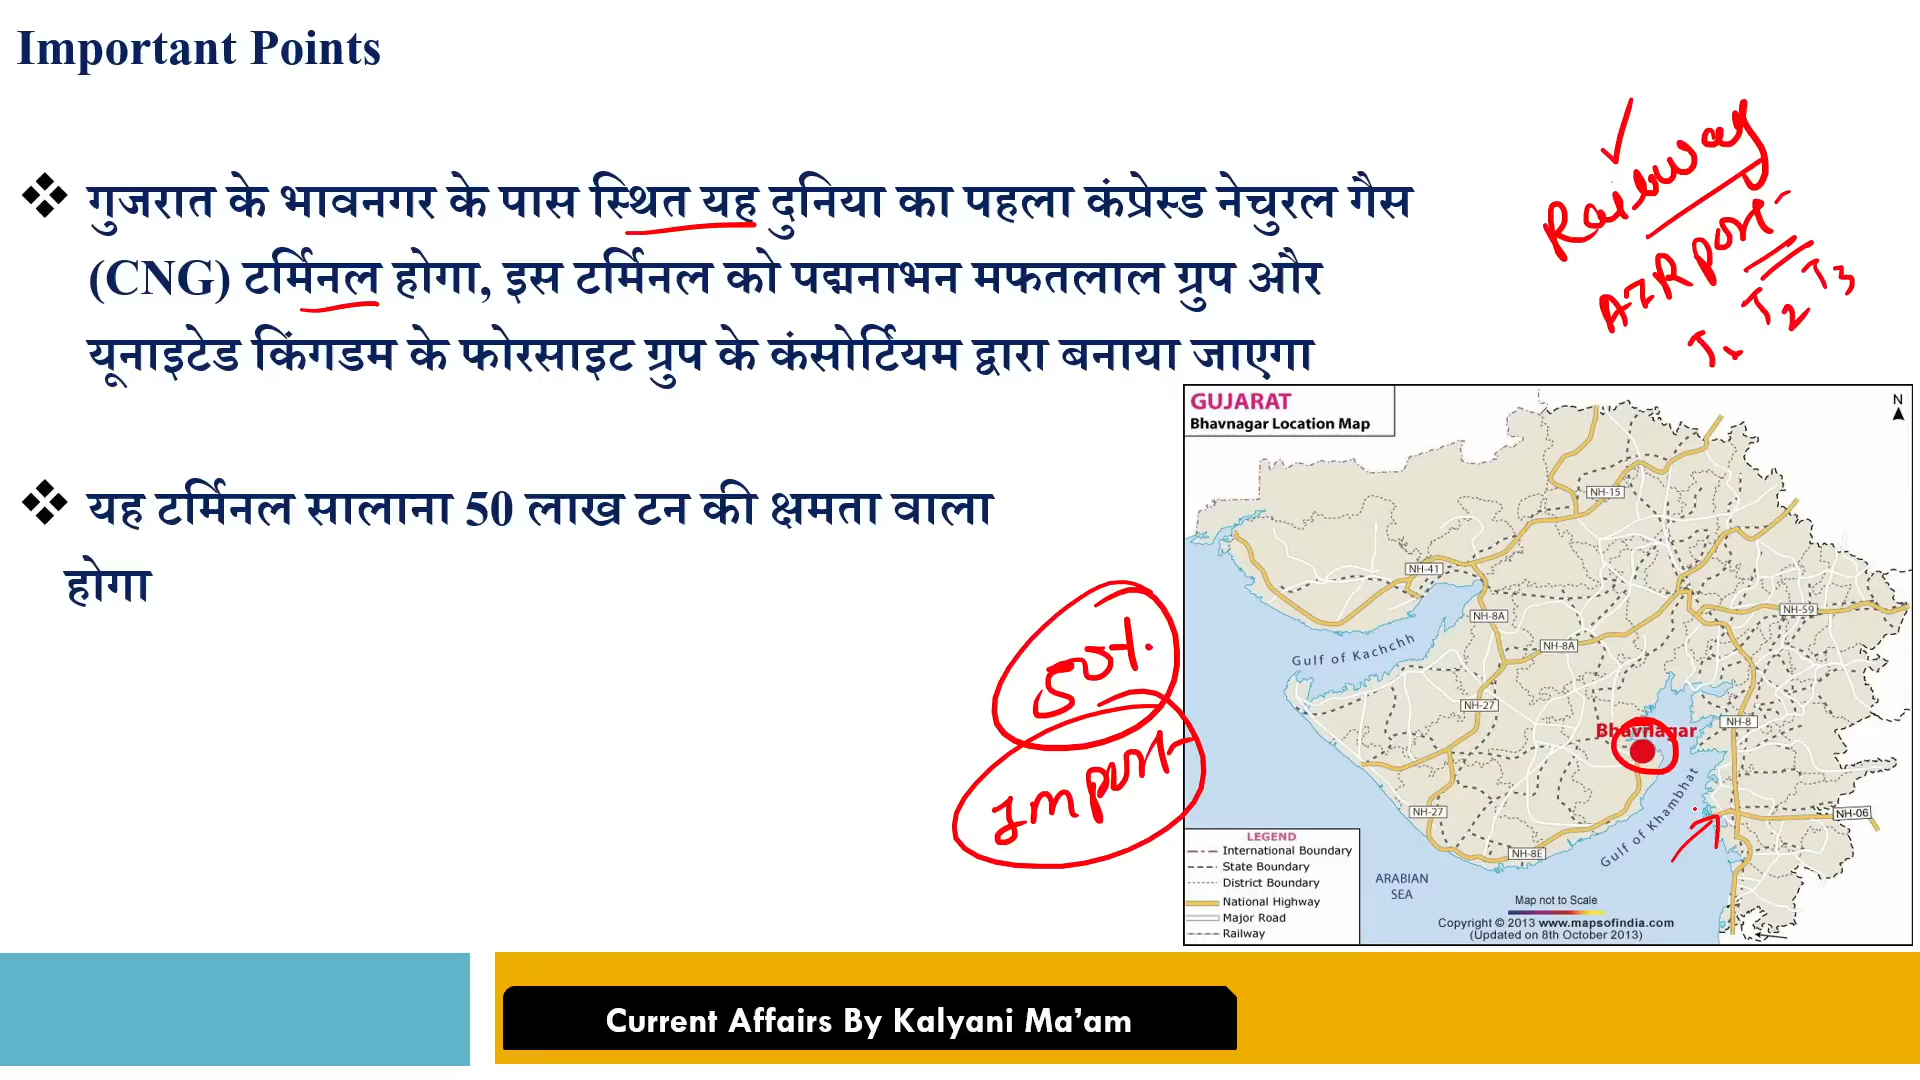 Important Points
❖ गुजरात के भावनगर के पास स्थित यह दुनिया का पहला कंप्रेस्ड नेचुरल गैस
(CNG) टर्मिनल होगा, इस टर्मिनल को पद्मनाभन मफतलाल ग्रुप और
यूनाइटेड किंगडम के फोरसाइट ग्रुप के कंसोर्टियम द्वारा बनाया जाएगा
❖ यह टर्मिनल सालाना 50 लाख टन की क्षमता वाला
होगा
Railway
AIRport
T1 T2 T3
50%
Import
GUJARAT
Bhavnagar Location Map
N
NH-15
NH-41
NH-8A
NH-59
NH-8A
Gulf of Kachchh
NH-27
NH-8
Bhavnagar
Gulf of Khambhat
NH-27
NH-06
NH-8E
ARABIAN
SEA
LEGEND
International Boundary
State Boundary
District Boundary
National Highway
Major Road
Railway
Map not to Scale
Copyright © 2013 www.mapsofindia.com
(Updated on 8th October 2013)
Current Affairs By Kalyani Ma’am